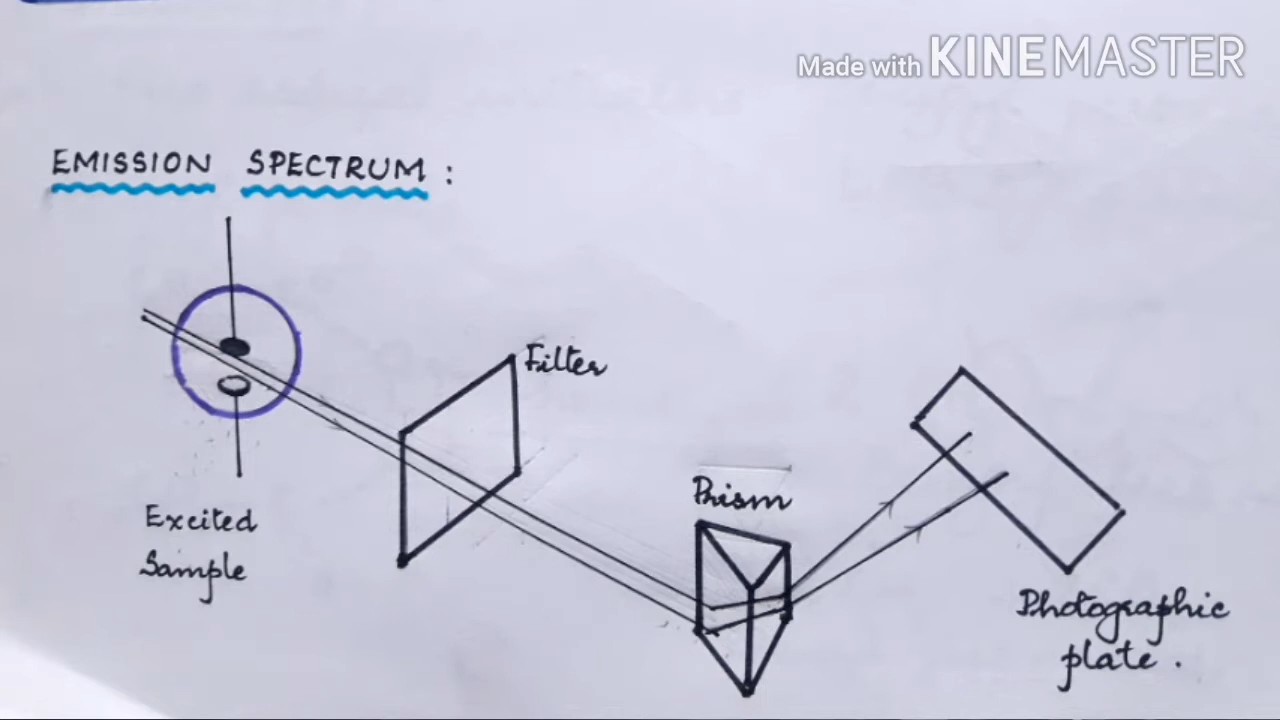 Made with KINEMASTER
EMISSION SPECTRUM :
Filter
Prism
Excited
Sample
Photographic
plate.